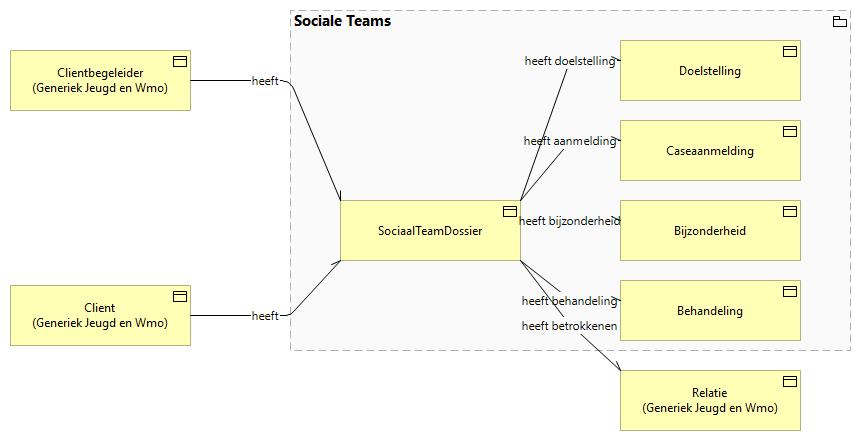 Sociale Teams
Clientbegeleider
(Generiek Jeugd en Wmo)
heeft
heeft doelstelling
Doelstelling
heeft aanmelding
Caseaanmelding
SociaalTeamDossier
heeft bijzonderheid
Bijzonderheid
Client
(Generiek Jeugd en Wmo)
heeft
heeft behandeling
Behandeling
heeft betrokkenen
Relatie
(Generiek Jeugd en Wmo)